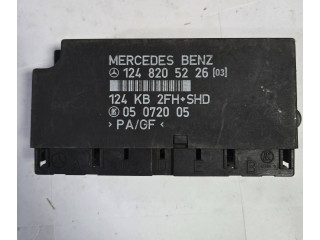 MERCEDES BENZ
124 820 52 26 [03]
124 KB 2FH+SHD
05 0720 05
> PA/GF <